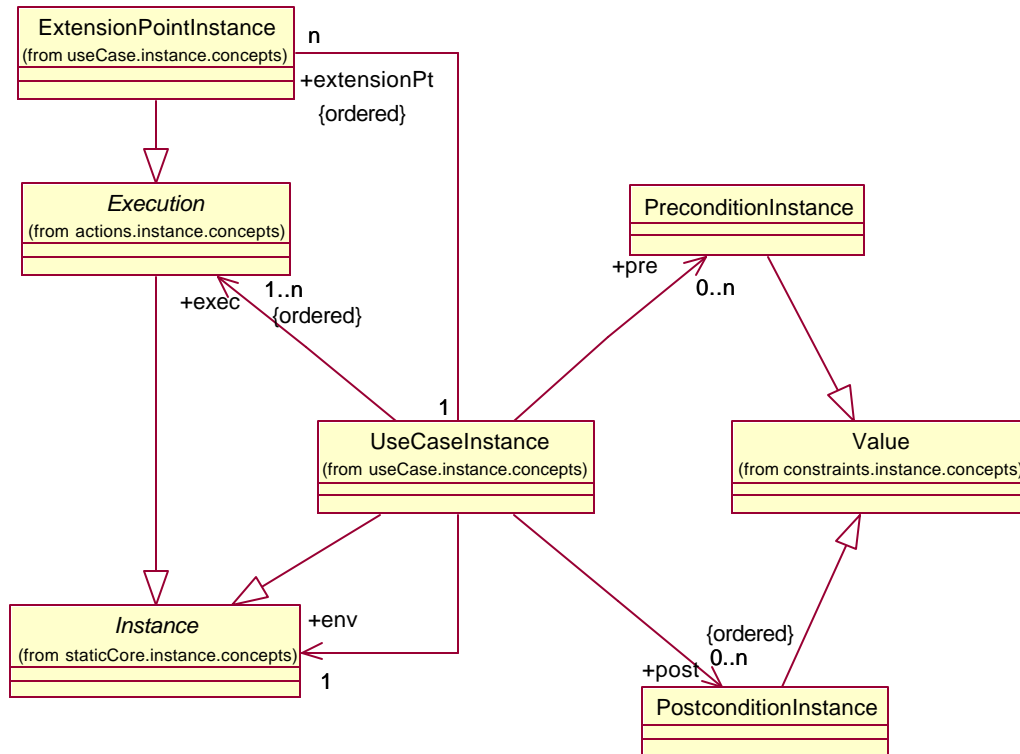 ExtensionPointInstance
(from useCase.instance.concepts)
n
+extensionPt
{ordered}
Execution
(from actions.instance.concepts)
PreconditionInstance
+exec
1..n
{ordered}
+pre
0..n
1
UseCaseInstance
(from useCase.instance.concepts)
Value
(from constraints.instance.concepts)
Instance
(from staticCore.instance.concepts)
+env
1
{ordered}
0..n
+post
PostconditionInstance